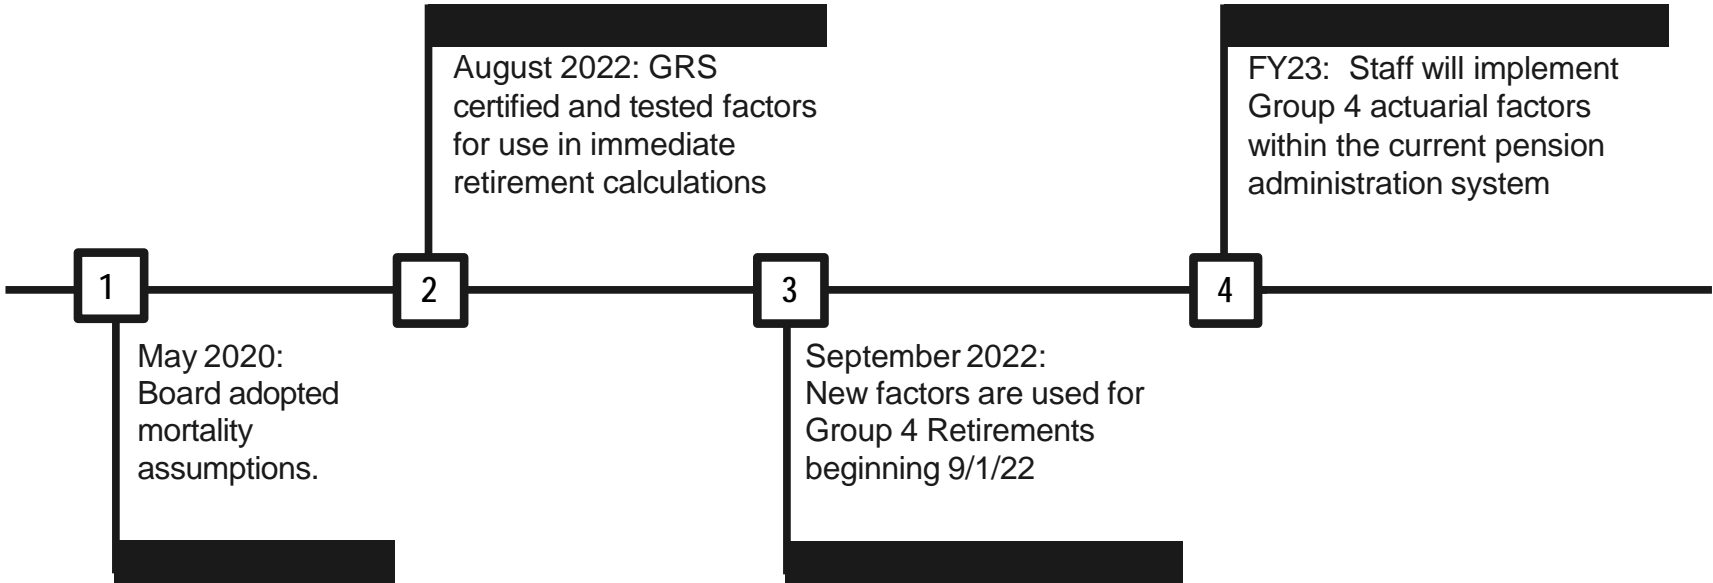 1
May 2020:
Board adopted
mortality
assumptions.
2
August 2022: GRS
certified and tested factors
for use in immediate
retirement calculations
3
September 2022:
New factors are used for
Group 4 Retirements
beginning 9/1/22
4
FY23: Staff will implement
Group 4 actuarial factors
within the current pension
administration system